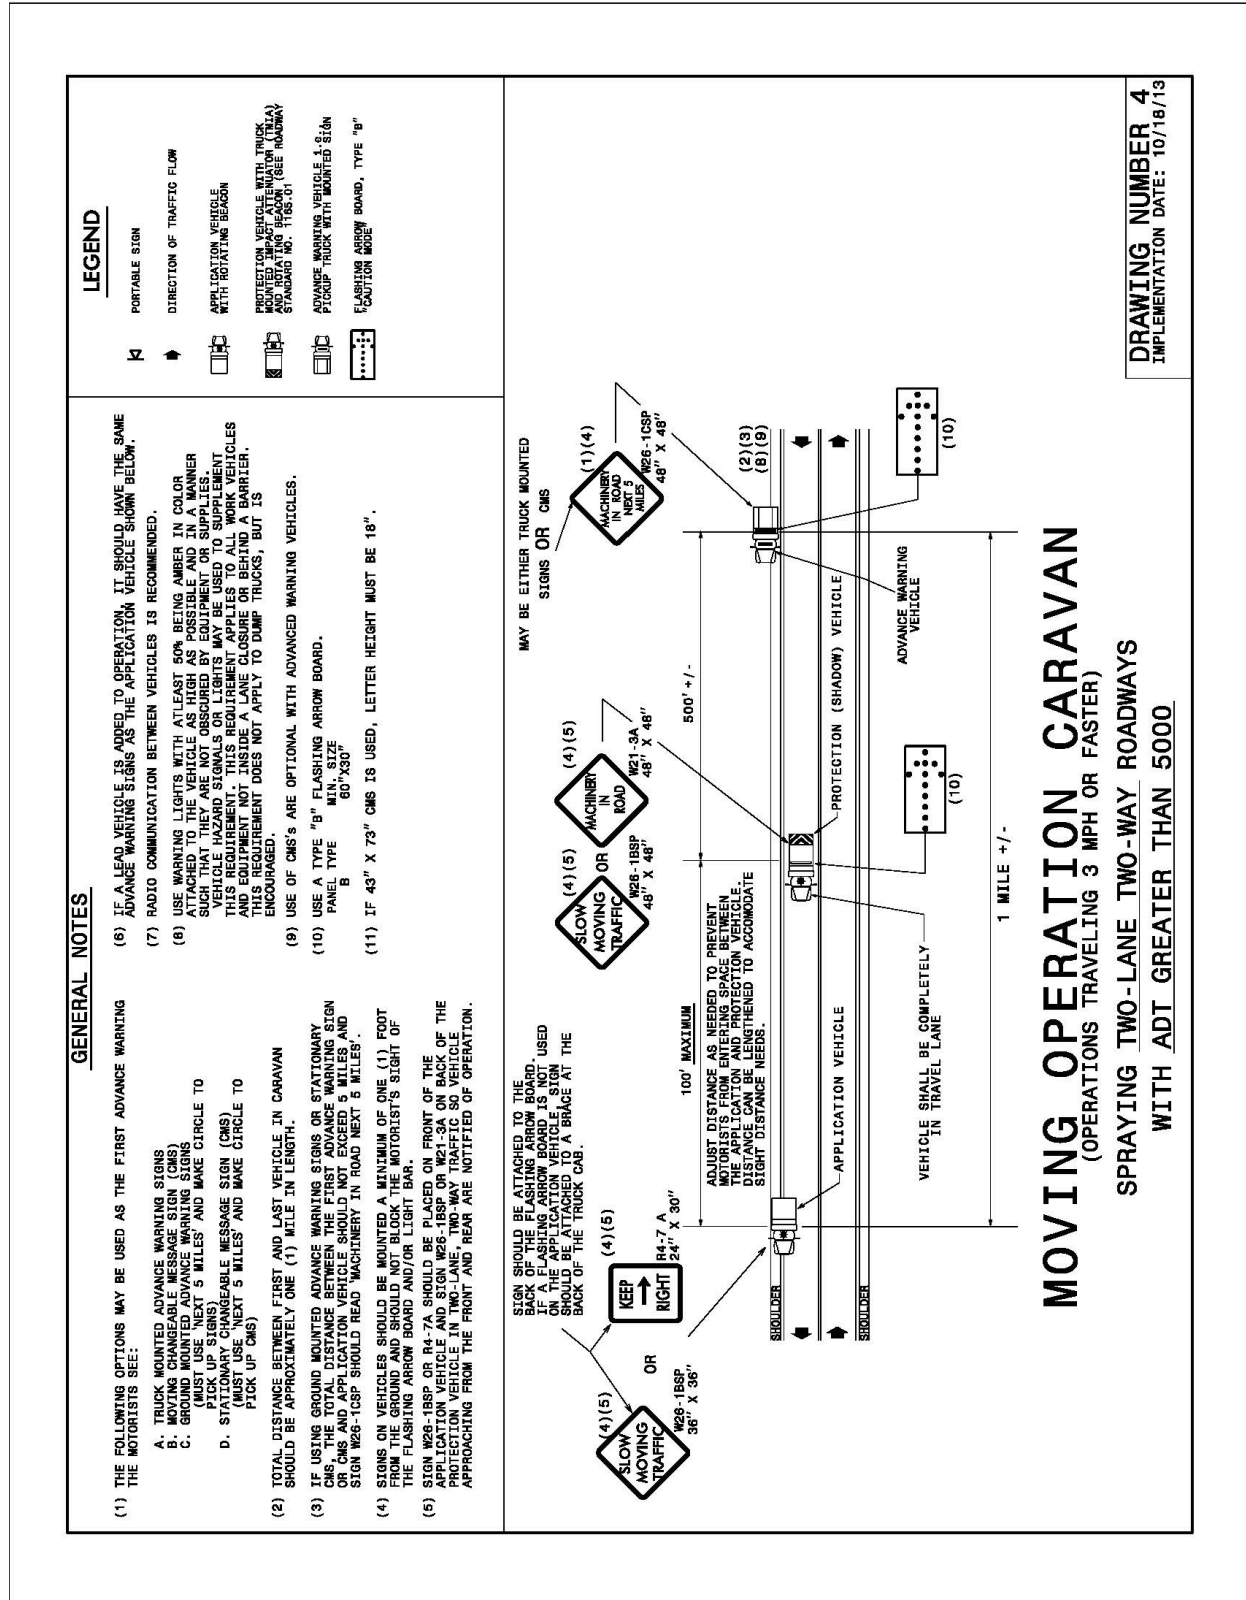 GENERAL NOTES
(1) THE FOLLOWING OPTIONS MAY BE USED AS THE FIRST ADVANCE WARNING
THE MOTORISTS SEE:
A. TRUCK MOUNTED ADVANCE WARNING SIGNS
B. MOVING CHANGEABLE MESSAGE SIGN (CMS)
C. GROUND MOUNTED ADVANCE WARNING SIGNS
(MUST USE 'NEXT 5 MILES' AND MAKE CIRCLE TO
PICK UP SIGNS)
D. STATIONARY CHANGEABLE MESSAGE SIGN (CMS)
(MUST USE 'NEXT 5 MILES' AND MAKE CIRCLE TO
PICK UP CMS)
(2) TOTAL DISTANCE BETWEEN FIRST AND LAST VEHICLE IN CARAVAN
SHOULD BE APPROXIMATELY ONE (1) MILE IN LENGTH.
(3) IF USING GROUND MOUNTED ADVANCE WARNING SIGNS OR STATIONARY
CMS, THE TOTAL DISTANCE BETWEEN THE FIRST ADVANCE WARNING SIGN
OR CMS AND APPLICATION VEHICLE SHOULD NOT EXCEED 5 MILES AND
SIGN W26-1CSP SHOULD READ 'MACHINERY IN ROAD NEXT 5 MILES'.
(4) SIGNS ON VEHICLES SHOULD BE MOUNTED A MINIMUM OF ONE (1) FOOT
FROM THE GROUND AND SHOULD NOT BLOCK THE MOTORIST'S SIGHT OF
THE FLASHING ARROW BOARD AND/OR LIGHT BAR.
(5) SIGN W26-1BSP OR R4-7A SHOULD BE PLACED ON FRONT OF THE
APPLICATION VEHICLE AND SIGN W26-1BSP OR W21-3A ON BACK OF THE
PROTECTION VEHICLE IN TWO-LANE, TWO-WAY TRAFFIC SO VEHICLE
APPROACHING FROM THE FRONT AND REAR ARE NOTIFIED OF OPERATION.
(6) IF A LEAD VEHICLE IS ADDED TO OPERATION, IT SHOULD HAVE THE SAME
ADVANCE WARNING SIGNS AS THE APPLICATION VEHICLE SHOWN BELOW.
(7) RADIO COMMUNICATION BETWEEN VEHICLES IS RECOMMENDED.
(8) USE WARNING LIGHTS WITH ATLEAST 50% BEING AMBER IN COLOR
ATTACHED TO THE VEHICLE AS HIGH AS POSSIBLE AND IN A MANNER
SUCH THAT THEY ARE NOT OBSCURED BY EQUIPMENT OR SUPPLIES.
VEHICLE HAZARD SIGNALS OR LIGHTS MAY BE USED TO SUPPLEMENT
THIS REQUIREMENT. THIS REQUIREMENT APPLIES TO ALL WORK VEHICLES
AND EQUIPMENT NOT INSIDE A LANE CLOSURE OR BEHIND A BARRIER.
THIS REQUIREMENT DOES NOT APPLY TO DUMP TRUCKS, BUT IS
ENCOURAGED.
(9) USE OF CMS's ARE OPTIONAL WITH ADVANCED WARNING VEHICLES.
(10) USE A TYPE "B" FLASHING ARROW BOARD.
PANEL TYPE MIN. SIZE
B 60"X30"
(11) IF 43" X 73" CMS IS USED, LETTER HEIGHT MUST BE 18".
LEGEND
PORTABLE SIGN
DIRECTION OF TRAFFIC FLOW
APPLICATION VEHICLE
WITH ROTATING BEACON
PROTECTION VEHICLE WITH TRUCK
MOUNTED IMPACT ATTENUATOR (TMIA)
AND ROTATING BEACON (SEE ROADWAY
STANDARD NO. 1165.01
ADVANCE WARNING VEHICLE i.e.,
PICKUP TRUCK WITH MOUNTED SIGN
FLASHING ARROW BOARD, TYPE "B"
"CAUTION MODE"
SIGN SHOULD BE ATTACHED TO THE
BACK OF THE FLASHING ARROW BOARD.
IF A FLASHING ARROW BOARD IS NOT USED
ON THE APPLICATION VEHICLE, SIGN
SHOULD BE ATTACHED TO A BRACE AT THE
BACK OF THE TRUCK CAB.
(4)(5)
SLOW
MOVING
TRAFFIC
W26-1BSP
36" X 36"
OR
(4)(5)
KEEP
RIGHT
R4-7 A
24" X 30"
(4)(5)
SLOW
MOVING
TRAFFIC
W26-1BSP
48" X 48"
OR
(4)(5)
MACHINERY
IN
ROAD
W21-3A
48" X 48"
MAY BE EITHER TRUCK MOUNTED
SIGNS OR CMS
(1)(4)
MACHINERY
IN ROAD
NEXT 5
MILES
W26-1CSP
48" X 48"
100' MAXIMUM
ADJUST DISTANCE AS NEEDED TO PREVENT
MOTORISTS FROM ENTERING SPACE BETWEEN
THE APPLICATION AND PROTECTION VEHICLE.
DISTANCE CAN BE LENGTHENED TO ACCOMODATE
SIGHT DISTANCE NEEDS.
500' +/-
(2)(3)
(8)(9)
SHOULDER
SHOULDER
APPLICATION VEHICLE
VEHICLE SHALL BE COMPLETELY
IN TRAVEL LANE
PROTECTION (SHADOW) VEHICLE
ADVANCE WARNING
VEHICLE
(10)
(10)
1 MILE +/-
MOVING OPERATION CARAVAN
(OPERATIONS TRAVELING 3 MPH OR FASTER)
SPRAYING TWO-LANE TWO-WAY ROADWAYS
WITH ADT GREATER THAN 5000
DRAWING NUMBER 4
IMPLEMENTATION DATE: 10/18/13